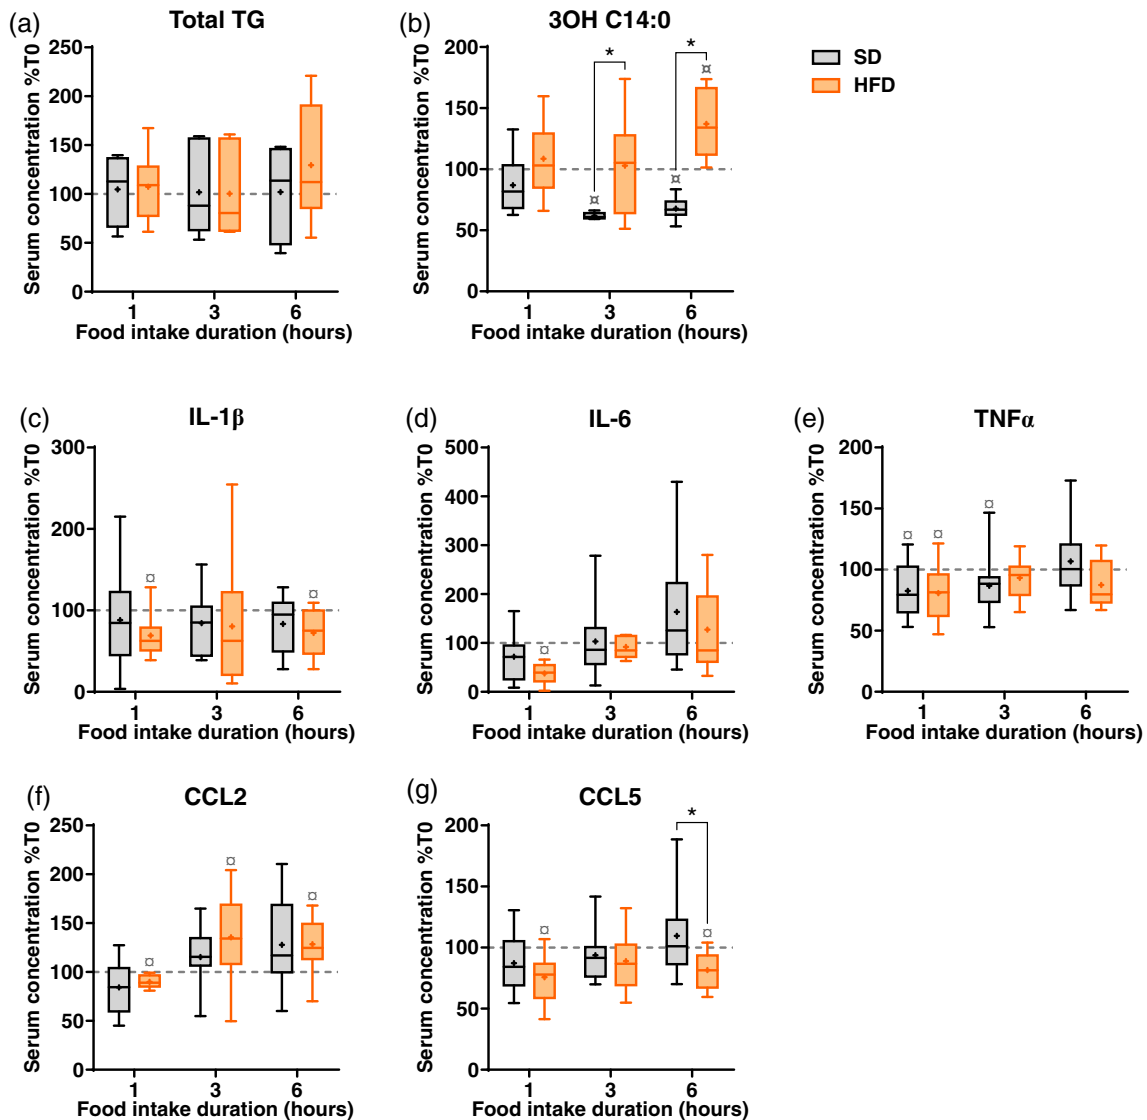 (a) Total TG
Serum concentration %T0
250
200
150
100
50
0
1 3 6
Food intake duration (hours)
(b) 3OH C14:0
Serum concentration %T0
200
150
100
50
0
* *
¤ ¤ ¤
1 3 6
Food intake duration (hours)
SD
HFD
(c) IL-1β
Serum concentration %T0
300
200
100
0
¤ ¤
1 3 6
Food intake duration (hours)
(d) IL-6
Serum concentration %T0
500
400
300
200
100
0
¤
1 3 6
Food intake duration (hours)
(e) TNFα
Serum concentration %T0
200
150
100
50
0
¤ ¤ ¤
1 3 6
Food intake duration (hours)
(f) CCL2
Serum concentration %T0
250
200
150
100
50
0
¤ ¤ ¤
1 3 6
Food intake duration (hours)
(g) CCL5
Serum concentration %T0
200
150
100
50
0
*
¤ ¤
1 3 6
Food intake duration (hours)